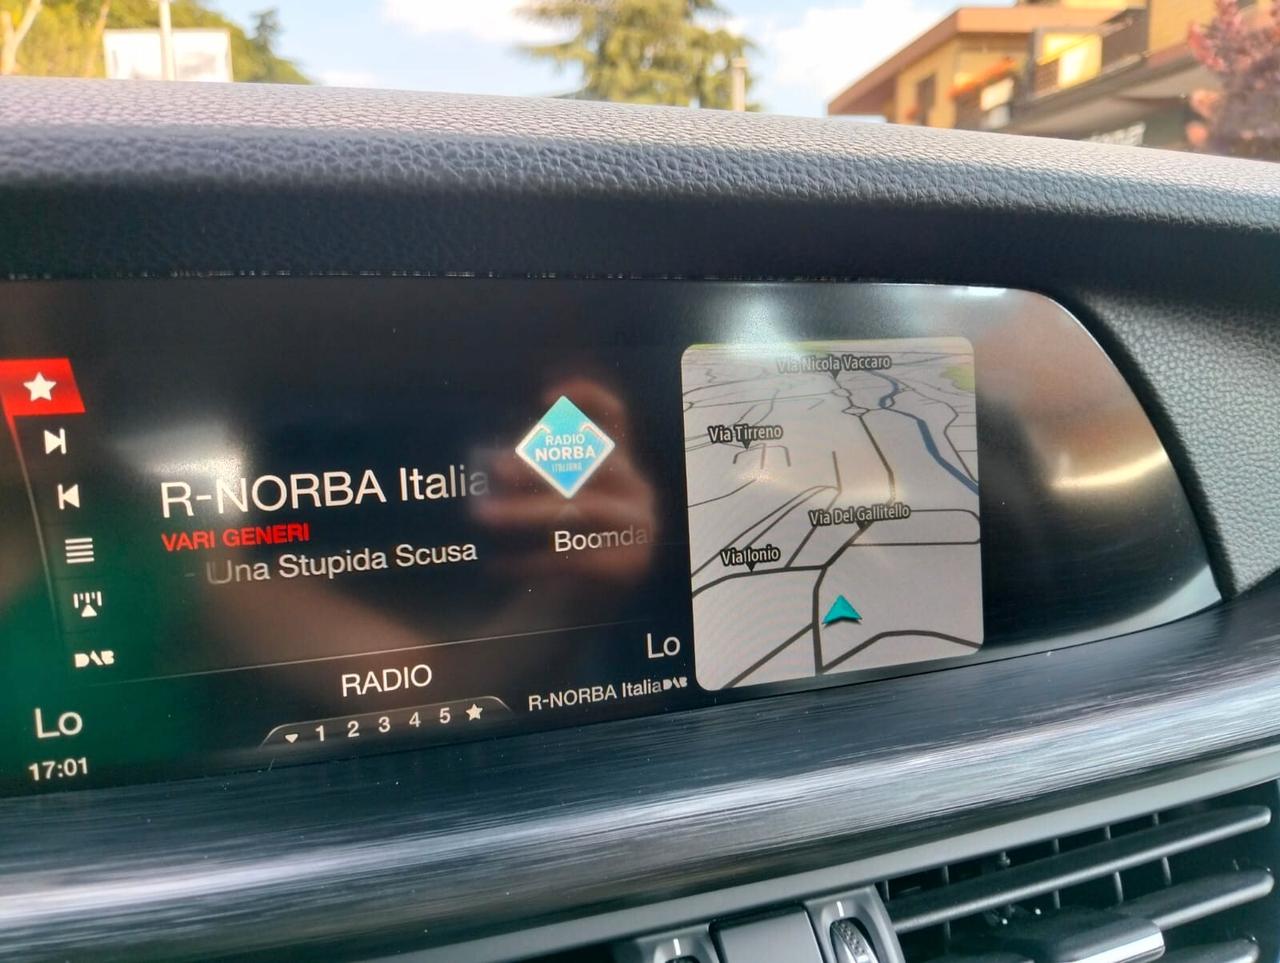 R-NORBA Italia
VARI GENERI
- Una Stupida Scusa
RADIO
NORBA
ITALIANA
Boomda
Via Nicola Vaccaro
Via Tirreno
Via Del Gallitello
Via Ionio
DAB
Lo
17:01
RADIO
1 2 3 4 5
Lo
R-NORBA Italia DAB